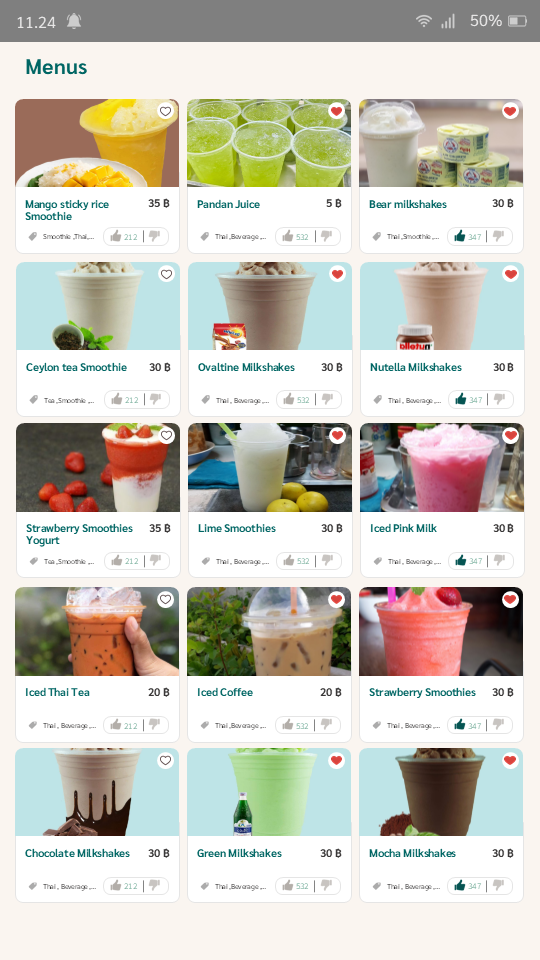 11.24
50%
Menus
Mango sticky rice 35 ฿
Smoothie
Smoothie ,Thai,...
212
Pandan Juice 5 ฿
Thai ,Beverage ,...
532
Bear milkshakes 30 ฿
Thai ,Smoothie ,...
347
Ceylon tea Smoothie 30 ฿
Tea ,Smoothie ,...
212
Ovaltine Milkshakes 30 ฿
Thai , Beverage ,...
532
Nutella Milkshakes 30 ฿
Thai , Beverage ,...
347
Strawberry Smoothies 35 ฿
Yogurt
Tea ,Smoothie ,...
212
Lime Smoothies 30 ฿
Thai , Beverage ,...
532
Iced Pink Milk 30 ฿
Thai , Beverage ,...
347
Iced Thai Tea 20 ฿
Thai , Beverage ,...
212
Iced Coffee 20 ฿
Thai ,Beverage ,...
532
Strawberry Smoothies 30 ฿
Thai , Beverage ,...
347
Chocolate Milkshakes 30 ฿
Thai , Beverage ,...
212
Green Milkshakes 30 ฿
Thai ,Beverage ,...
532
Mocha Milkshakes 30 ฿
Thai , Beverage ,...
347